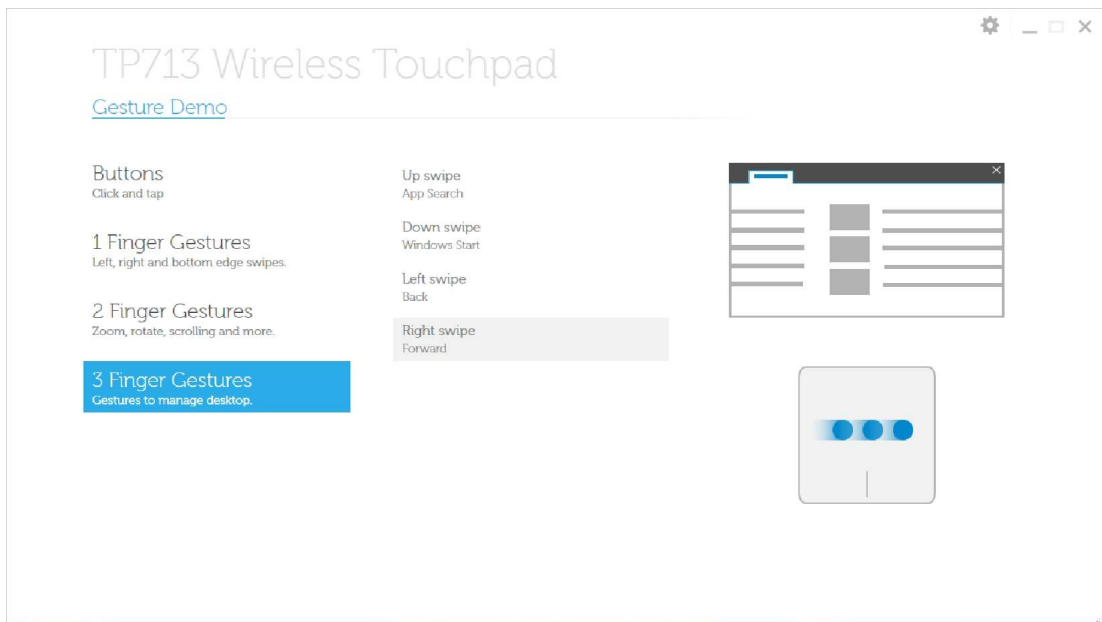 TP713 Wireless Touchpad
Gesture Demo
Buttons
Click and tap
1 Finger Gestures
Left, right and bottom edge swipes.
2 Finger Gestures
Zoom, rotate, scrolling and more.
3 Finger Gestures
Gestures to manage desktop.
Up swipe
App Search
Down swipe
Windows Start
Left swipe
Back
Right swipe
Forward